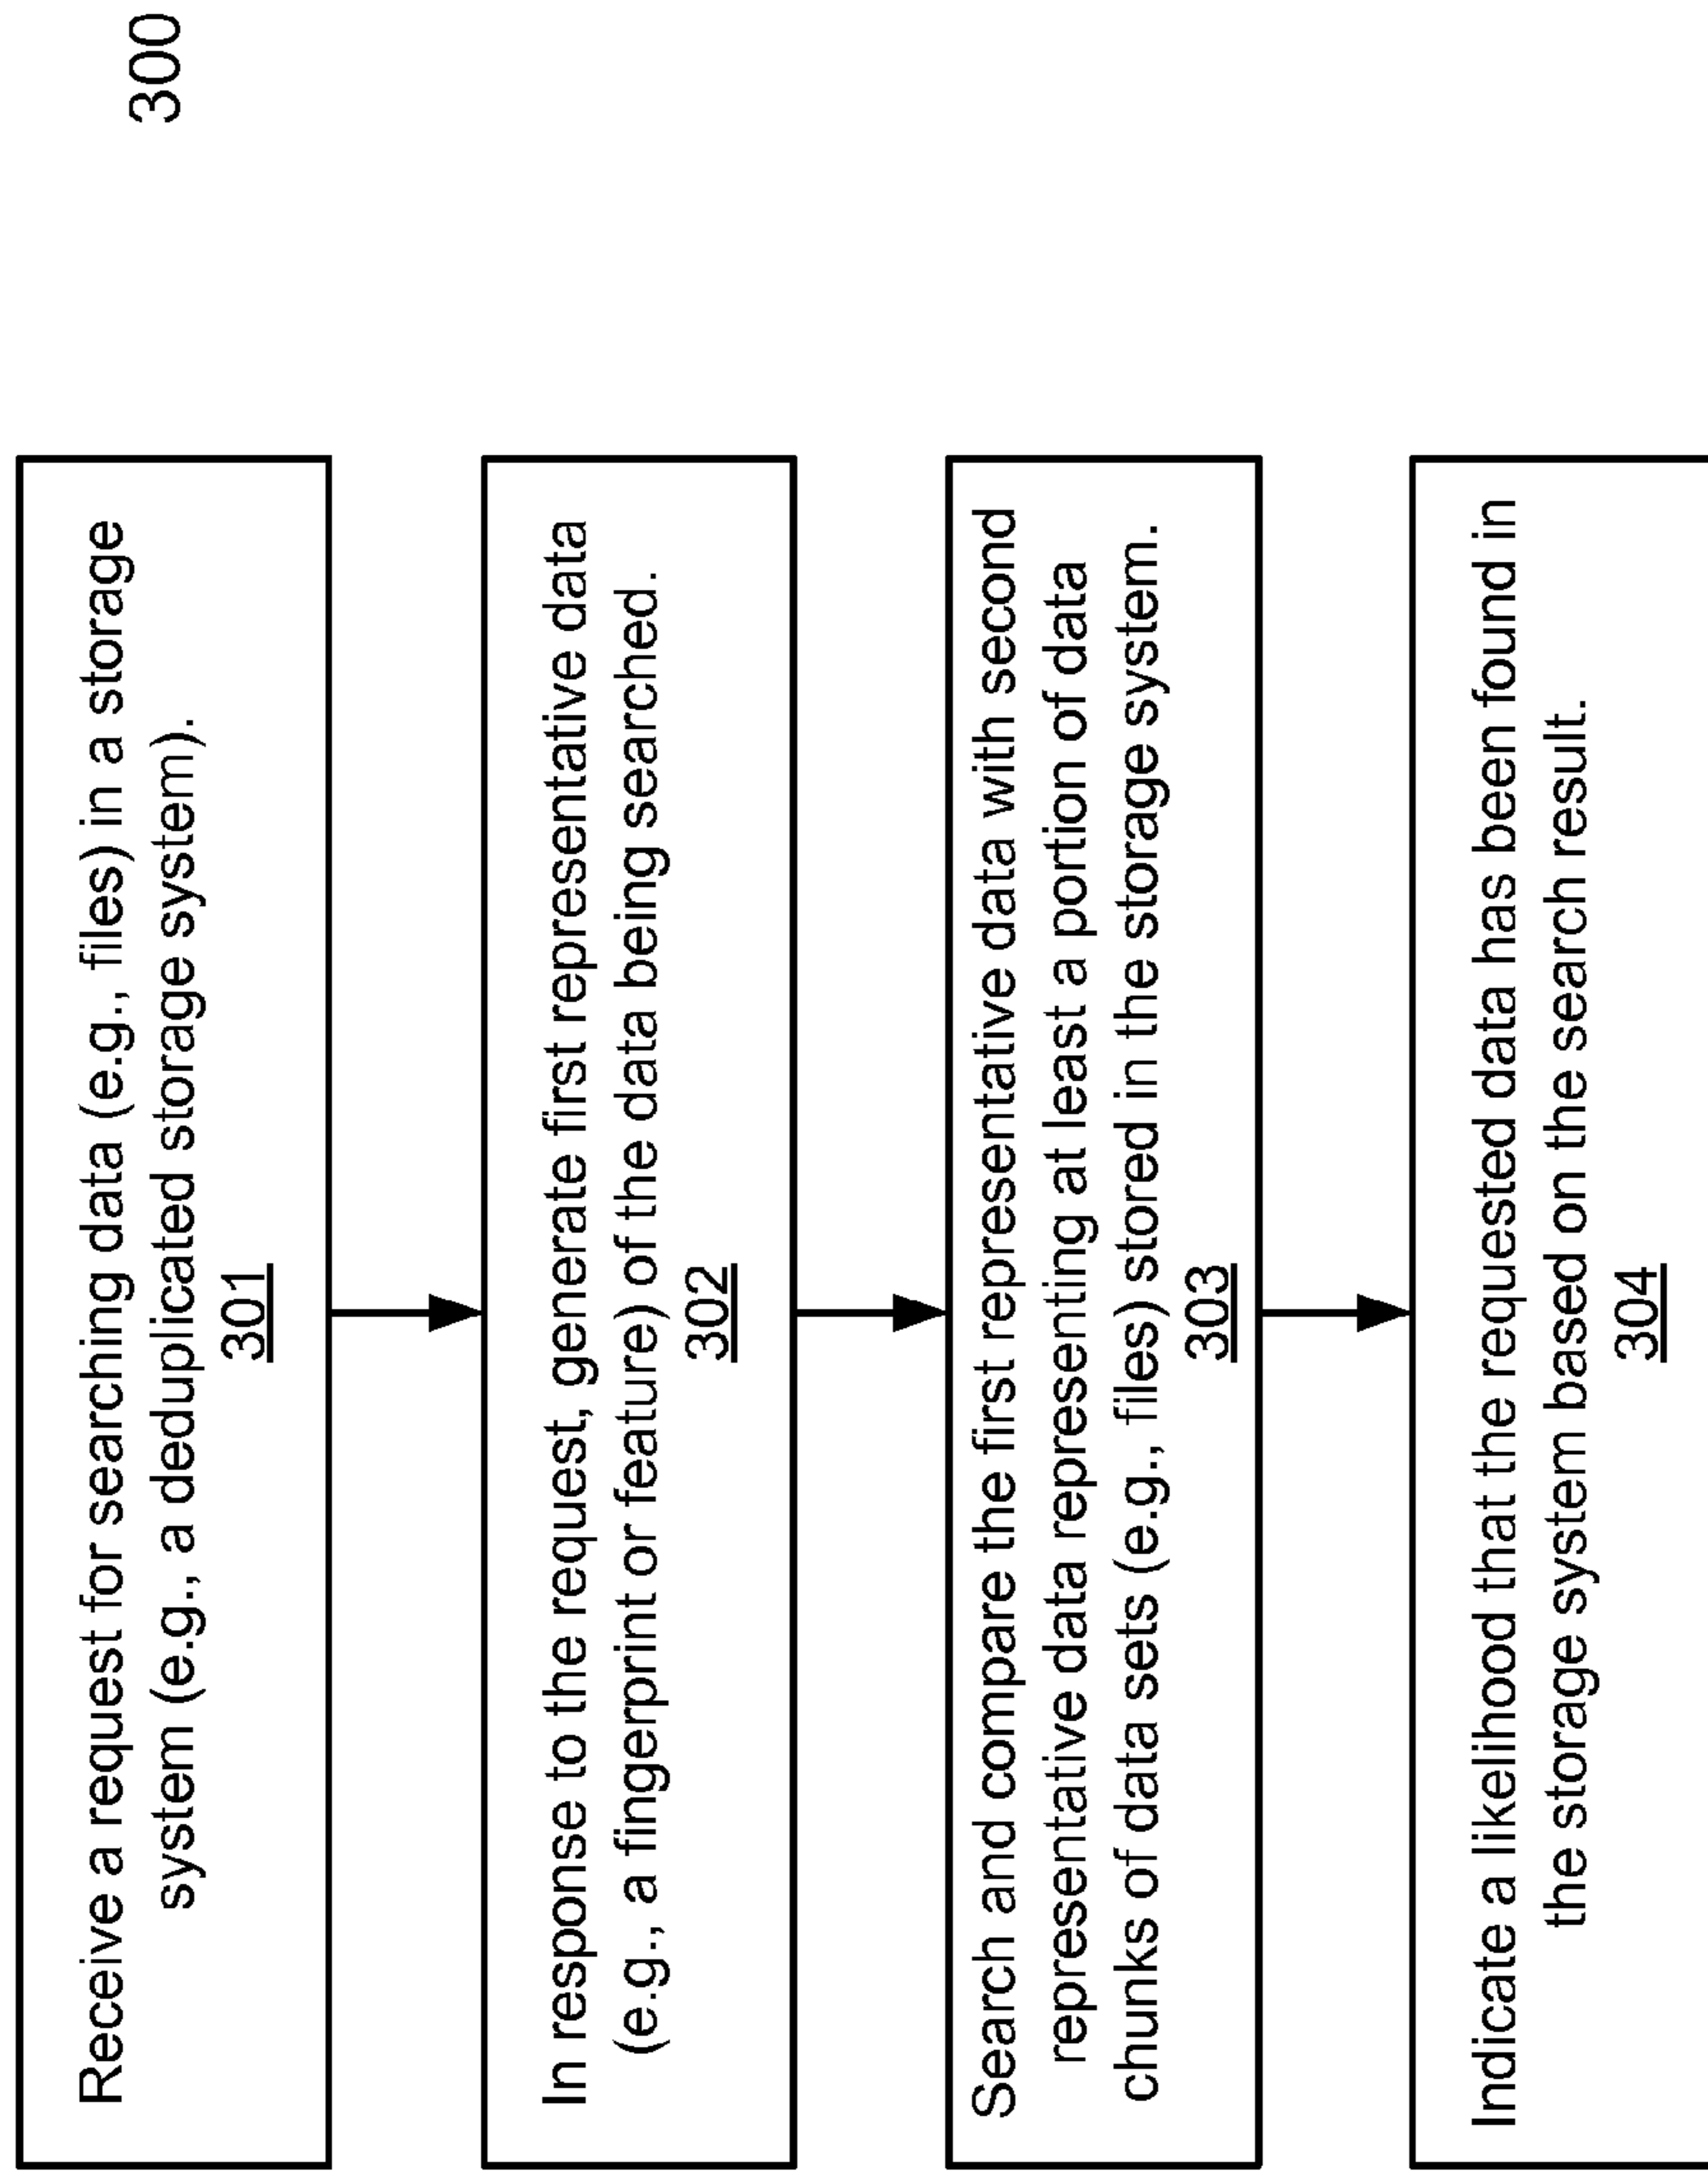 300
Receive a request for searching data (e.g., files) in a storage
system (e.g., a deduplicated storage system).
301
In response to the request, generate first representative data
(e.g., a fingerprint or feature) of the data being searched.
302
Search and compare the first representative data with second
representative data representing at least a portion of data
chunks of data sets (e.g., files) stored in the storage system.
303
Indicate a likelihood that the requested data has been found in
the storage system based on the search result.
304